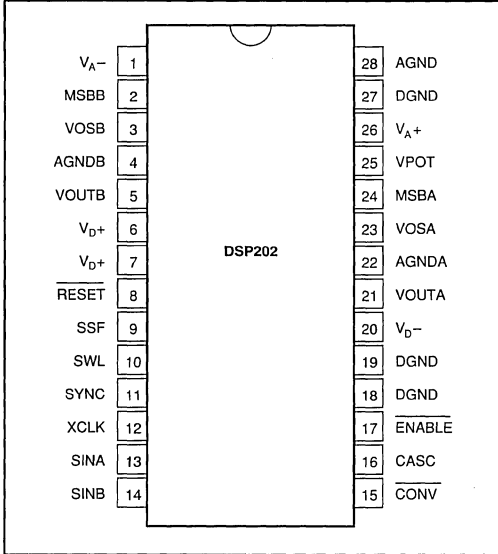 V_A− 1 28 AGND
MSBB 2 27 DGND
VOSB 3 26 V_A+
AGNDB 4 25 VPOT
VOUTB 5 24 MSBA
V_D+ 6 23 VOSA
V_D+ 7 DSP202 22 AGNDA
RESET 8 21 VOUTA
SSF 9 20 V_D−
SWL 10 19 DGND
SYNC 11 18 DGND
XCLK 12 17 ENABLE
SINA 13 16 CASC
SINB 14 15 CONV